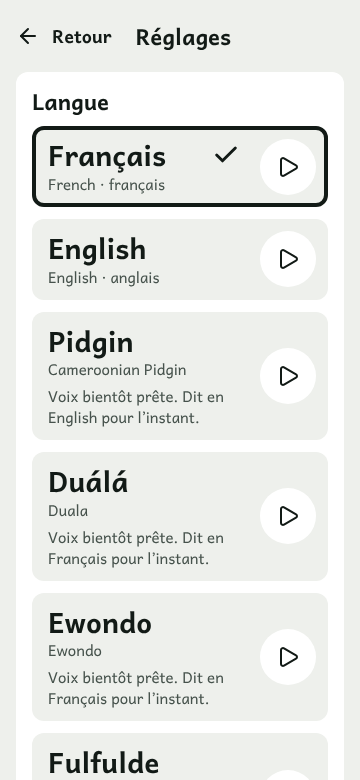 Retour
Réglages
Langue
Français
French · français
English
English · anglais
Pidgin
Cameroonian Pidgin
Voix bientôt prête. Dit en
English pour l’instant.
Duálá
Duala
Voix bientôt prête. Dit en
Français pour l’instant.
Ewondo
Ewondo
Voix bientôt prête. Dit en
Français pour l’instant.
Fulfulde